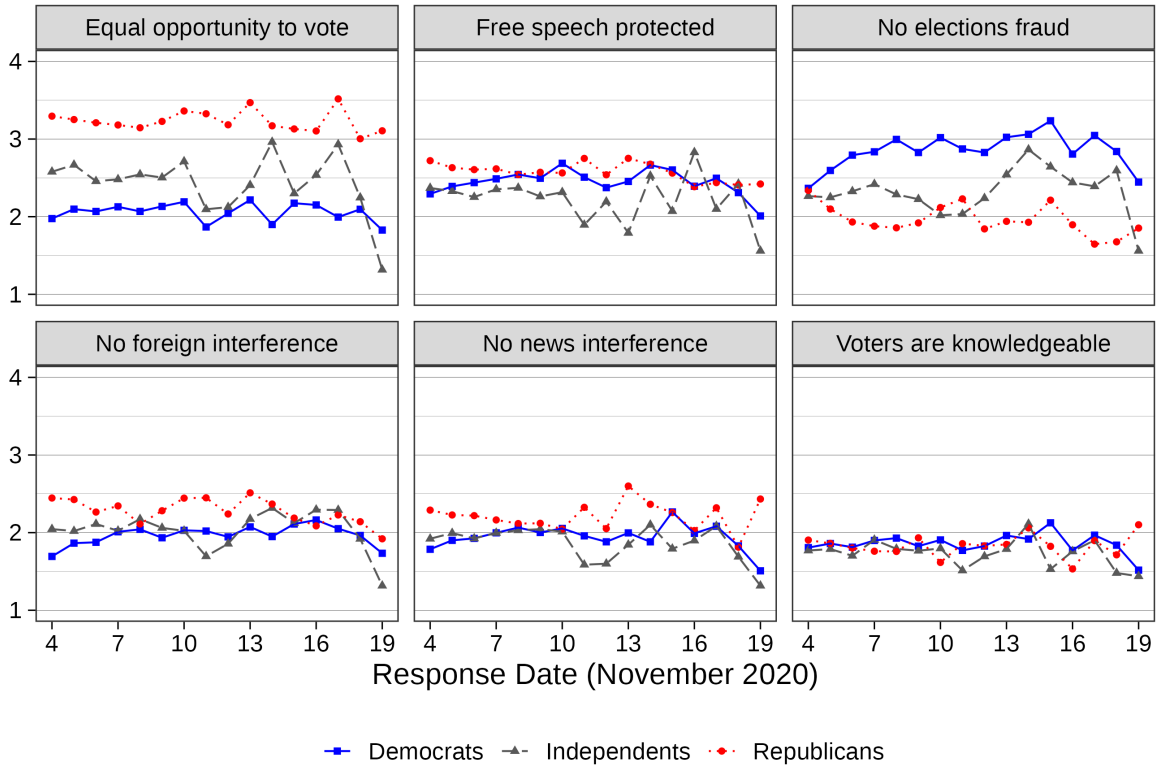 Equal opportunity to vote
Free speech protected
No elections fraud
4
3
2
1
No foreign interference
No news interference
Voters are knowledgeable
4
3
2
1
4 7 10 13 16 19
4 7 10 13 16 19
4 7 10 13 16 19
Response Date (November 2020)
Democrats Independents Republicans